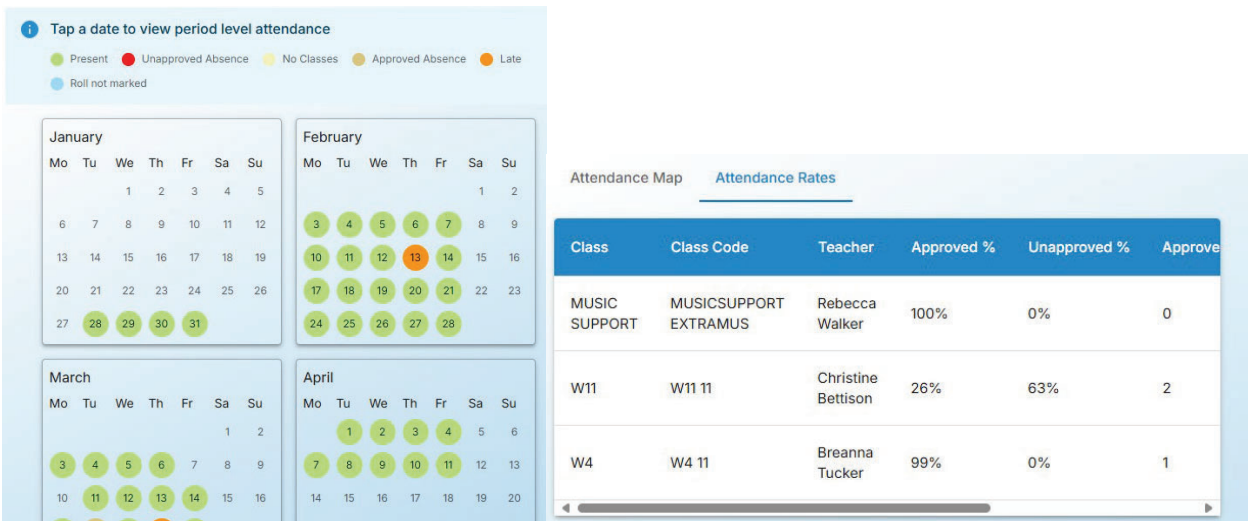 Tap a date to view period level attendance
Present Unapproved Absence No Classes Approved Absence Late
Roll not marked
January
Mo Tu We Th Fr Sa Su
1 2 3 4 5
6 7 8 9 10 11 12
13 14 15 16 17 18 19
20 21 22 23 24 25 26
27 28 29 30 31
February
Mo Tu We Th Fr Sa Su
1 2
3 4 5 6 7 8 9
10 11 12 13 14 15 16
17 18 19 20 21 22 23
24 25 26 27 28
March
Mo Tu We Th Fr Sa Su
1 2
3 4 5 6 7 8 9
10 11 12 13 14 15 16
April
Mo Tu We Th Fr Sa Su
1 2 3 4 5 6
7 8 9 10 11 12 13
14 15 16 17 18 19 20
Attendance Map Attendance Rates
Class Class Code Teacher Approved % Unapproved % Approve
MUSIC SUPPORT MUSICSUPPORT EXTRAMUS Rebecca Walker 100% 0% 0
W11 W11 11 Christine Bettison 26% 63% 2
W4 W4 11 Breanna Tucker 99% 0% 1